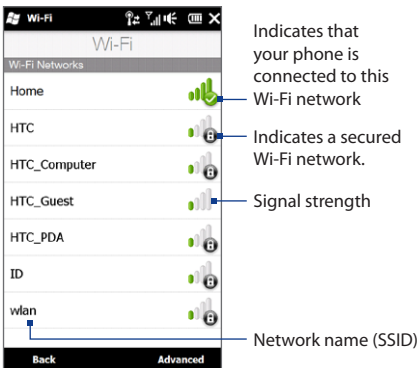 Wi-Fi
Wi-Fi
Wi-Fi Networks
Home
HTC
HTC_Computer
HTC_Guest
HTC_PDA
ID
wlan
Back Advanced
Indicates that
your phone is
connected to this
Wi-Fi network
Indicates a secured
Wi-Fi network.
Signal strength
Network name (SSID)